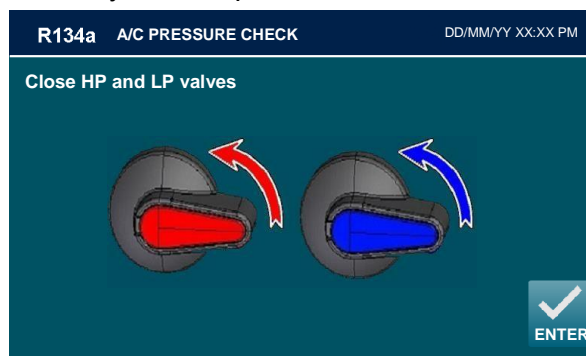 R134a A/C PRESSURE CHECK DD/MM/YY XX:XX PM
Close HP and LP valves
ENTER